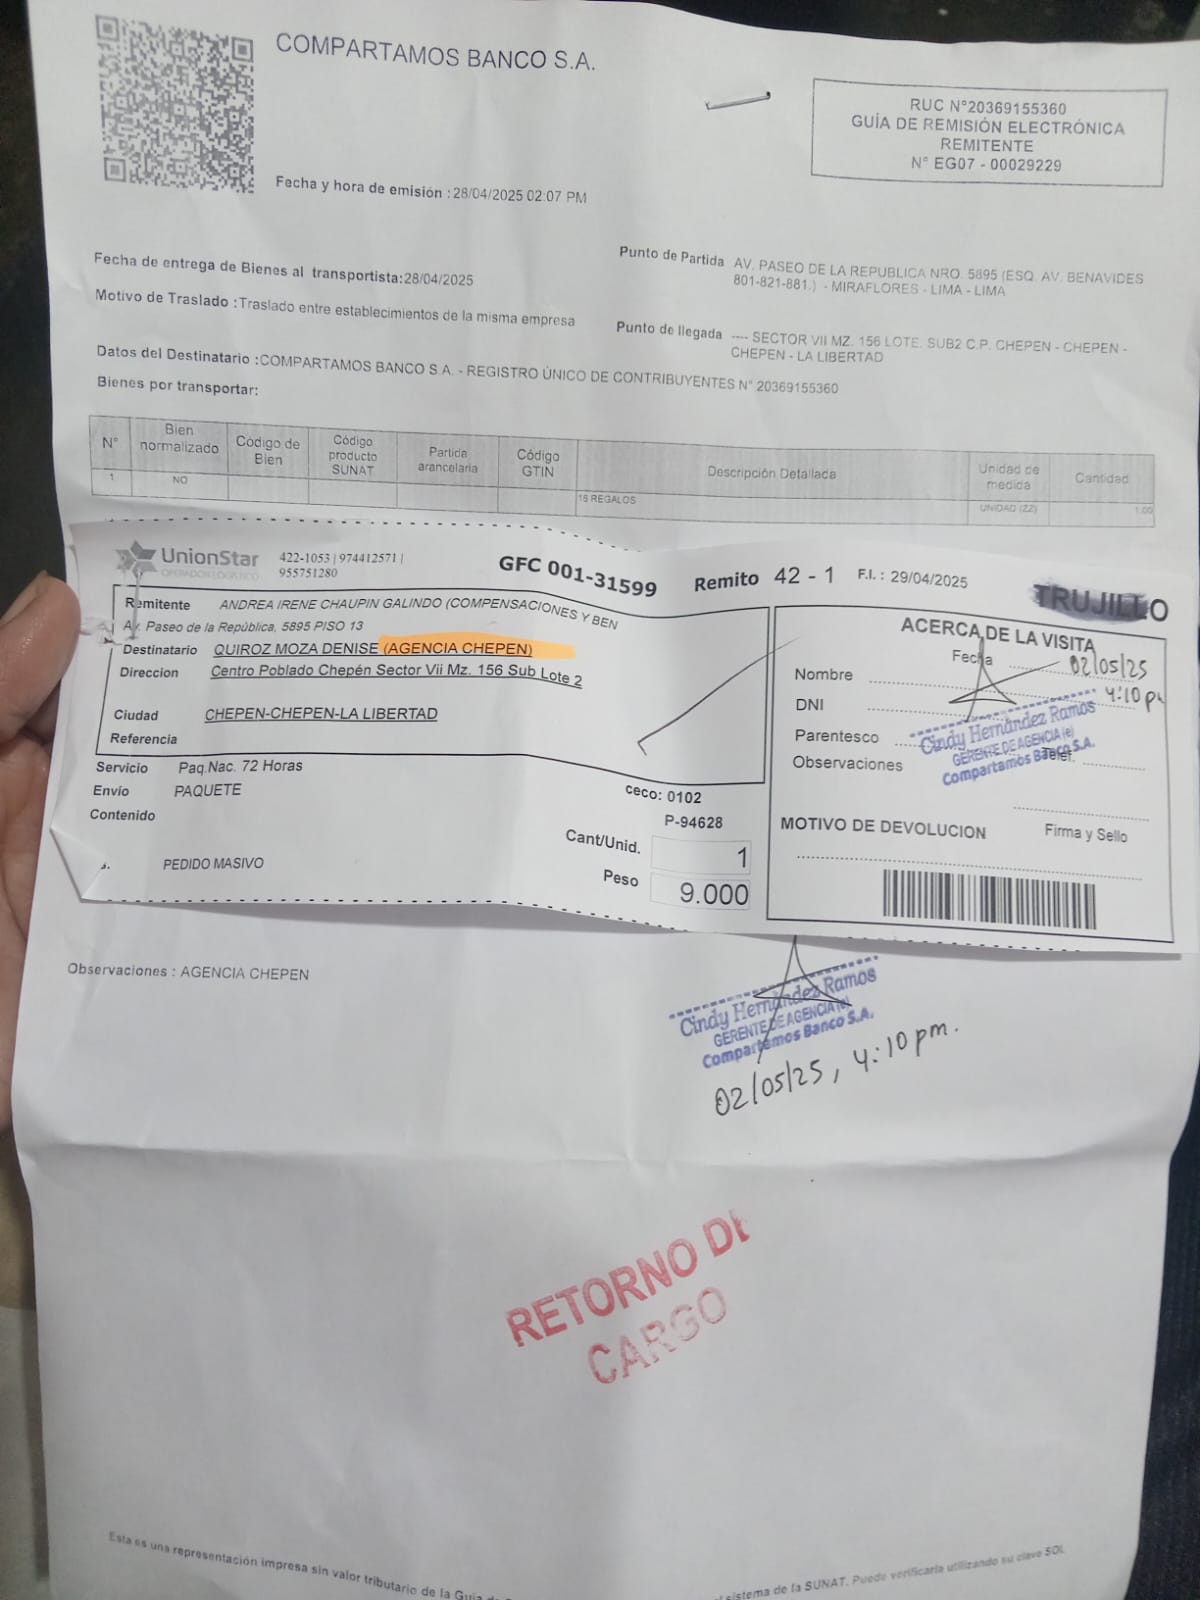 COMPARTAMOS BANCO S.A.
RUC N°20369155360
GUÍA DE REMISIÓN ELECTRÓNICA
REMITENTE
N° EG07 - 00029229
Fecha y hora de emisión : 28/04/2025 02:07 PM
Fecha de entrega de Bienes al transportista:28/04/2025
Motivo de Traslado :Traslado entre establecimientos de la misma empresa
Punto de Partida AV. PASEO DE LA REPUBLICA NRO. 5895 (ESQ. AV. BENAVIDES
801-821-881.) - MIRAFLORES - LIMA - LIMA
Punto de llegada ---- SECTOR VII MZ. 156 LOTE. SUB2 C.P. CHEPEN - CHEPEN -
CHEPEN - LA LIBERTAD
Datos del Destinatario :COMPARTAMOS BANCO S.A. - REGISTRO ÚNICO DE CONTRIBUYENTES N° 20369155360
Bienes por transportar:
N° Bien normalizado Código de Bien Código producto SUNAT Partida arancelaria Código GTIN Descripción Detallada Unidad de medida Cantidad
1 NO 16 REGALOS UNIDAD (ZZ) 1.00
UnionStar
OPERADOR LOGISTICO
422-1053 | 974412571 |
955751280
GFC 001-31599
Remito 42 - 1 F.I. : 29/04/2025
TRUJILLO
Remitente ANDREA IRENE CHAUPIN GALINDO (COMPENSACIONES Y BEN
Av. Paseo de la República, 5895 PISO 13
Destinatario QUIROZ MOZA DENISE (AGENCIA CHEPEN)
Direccion Centro Poblado Chepén Sector Vii Mz. 156 Sub Lote 2
Ciudad CHEPEN-CHEPEN-LA LIBERTAD
Referencia
Servicio Paq.Nac. 72 Horas
Envío PAQUETE
Contenido
PEDIDO MASIVO
ceco: 0102
P-94628
Cant/Unid. 1
Peso 9.000
ACERCA DE LA VISITA
Fecha 02/05/25
4:10 p
Nombre
DNI
Parentesco
Observaciones
Telef.
Cindy Hernández Ramos
GERENTE DE AGENCIA (e)
Compartamos Banco S.A.
Firma y Sello
MOTIVO DE DEVOLUCION
Observaciones : AGENCIA CHEPEN
Cindy Hernández Ramos
GERENTE DE AGENCIA (e)
Compartamos Banco S.A.
02/05/25, 4:10 pm.
RETORNO DE
CARGO
Esta es una representación impresa sin valor tributario de la Guía de
sistema de la SUNAT. Puede verificarla utilizando su clave SOL